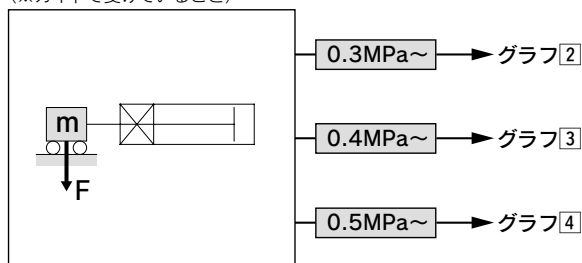 (※ガイドで受けているとき)
0.3MPa~ グラフ2
m
0.4MPa~ グラフ3
F
0.5MPa~ グラフ4